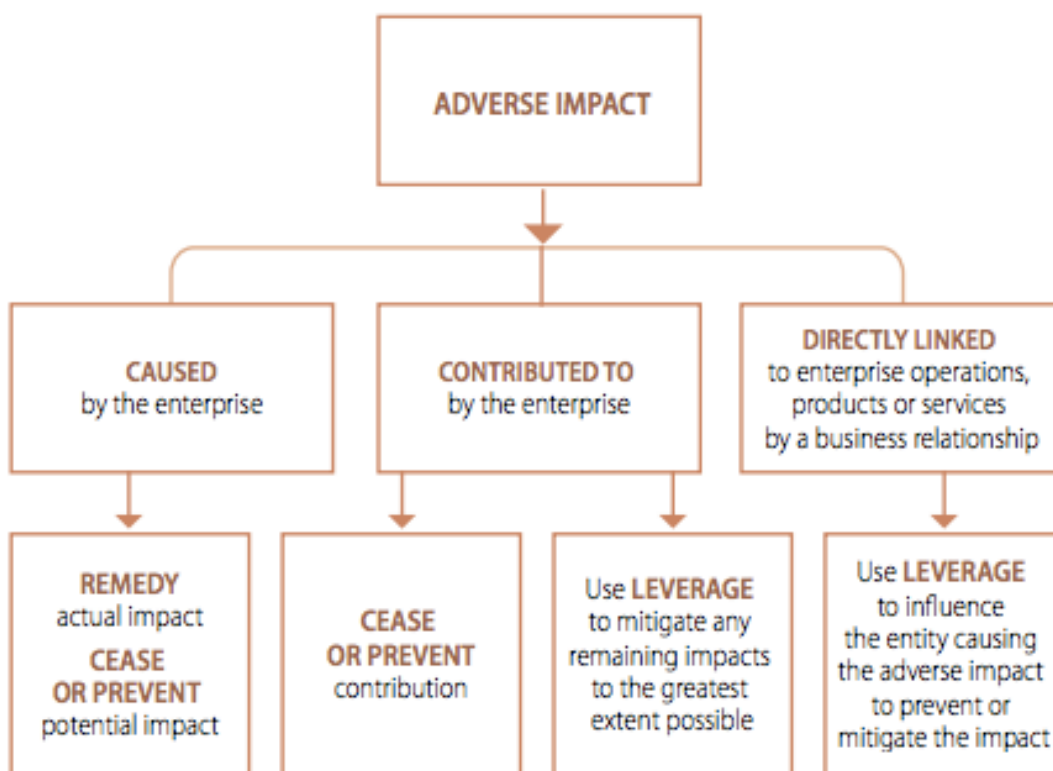 ADVERSE IMPACT
CAUSED
by the enterprise
CONTRIBUTED TO
by the enterprise
DIRECTLY LINKED
to enterprise operations,
products or services
by a business relationship
REMEDY
actual impact
CEASE
OR PREVENT
potential impact
CEASE
OR PREVENT
contribution
Use LEVERAGE
to mitigate any
remaining impacts
to the greatest
extent possible
Use LEVERAGE
to influence
the entity causing
the adverse impact
to prevent or
mitigate the impact